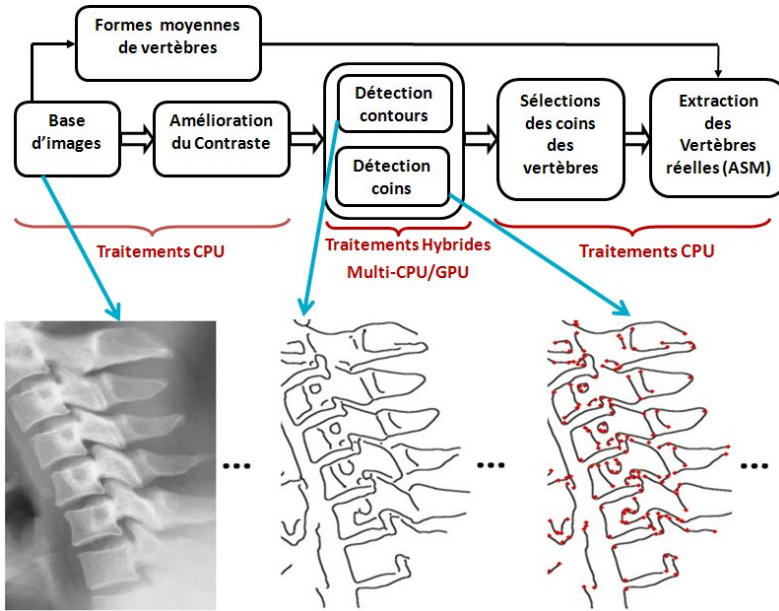 Formes moyennes
de vertèbres
Base
d'images
Amélioration
du Contraste
Détection
contours
Détection
coins
Sélections
des coins
des
vertèbres
Extraction
des
Vertèbres
réelles (ASM)
Traitements CPU
Traitements Hybrides
Multi-CPU/GPU
Traitements CPU
...
...
...